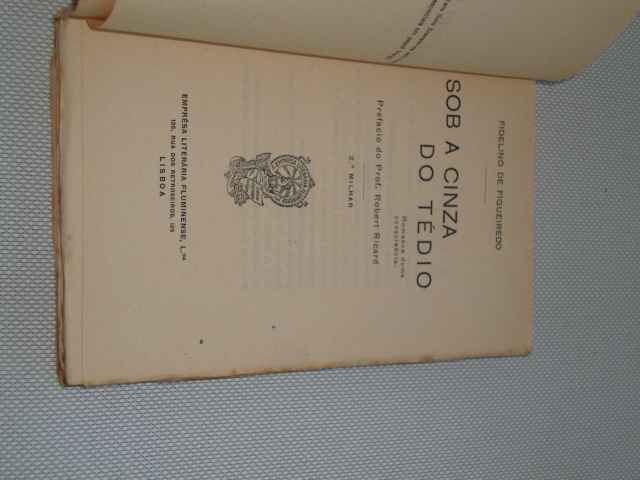 FIDELINO DE FIGUEIREDO
SOB A CINZA
DO TÉDIO
Romance duma
consciência.
Prefacio do Prof. Robert Ricard
2.º MILHAR
EMPRÊSA LITERÁRIA FLUMINENSE, L.DA
125, RUA DOS RETROSEIROS, 125
LISBOA